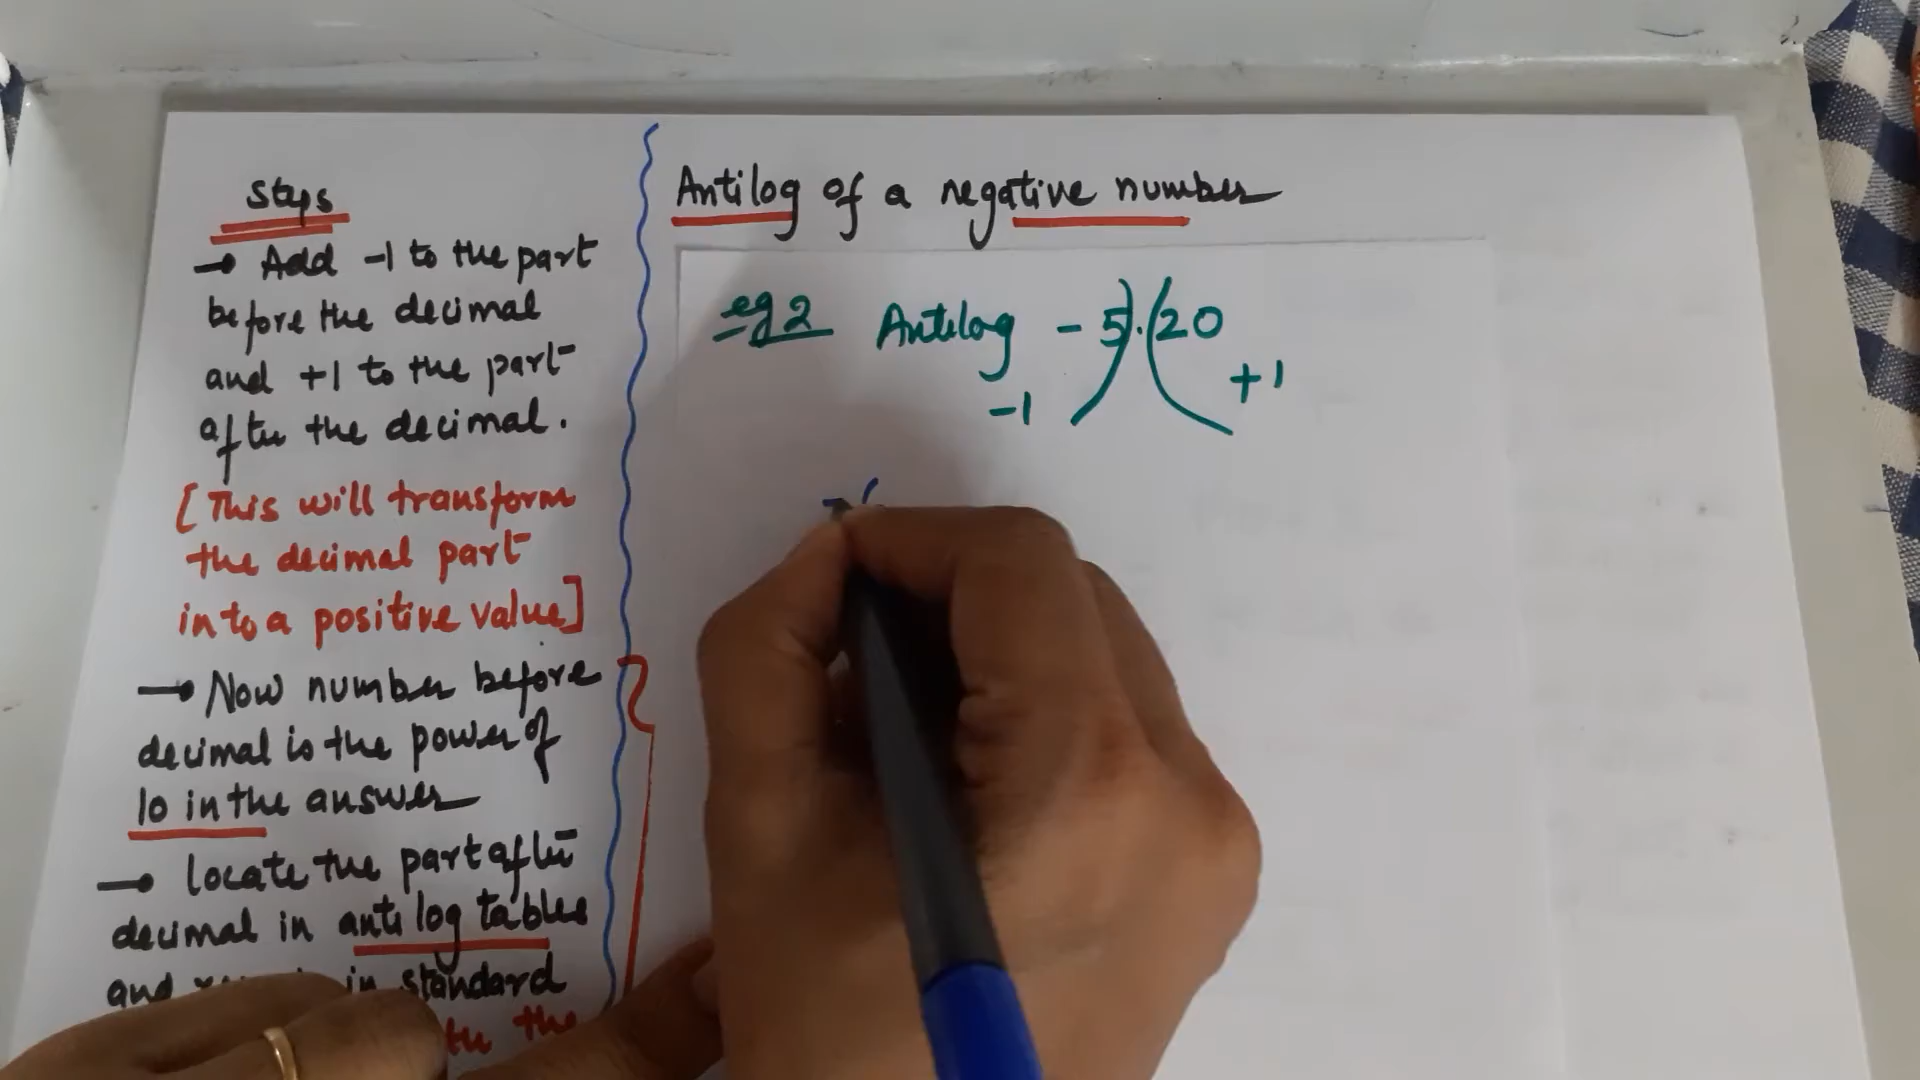 Steps
→ Add -1 to the part
before the decimal
and +1 to the part
after the decimal.
[This will transform
the decimal part
into a positive value]
→ Now number before
decimal is the power of
10 in the answer
→ locate the part after
decimal in anti log tables
and in standard
the
Antilog of a negative number
eg 2 Antilog - 5).(20
-1 +1